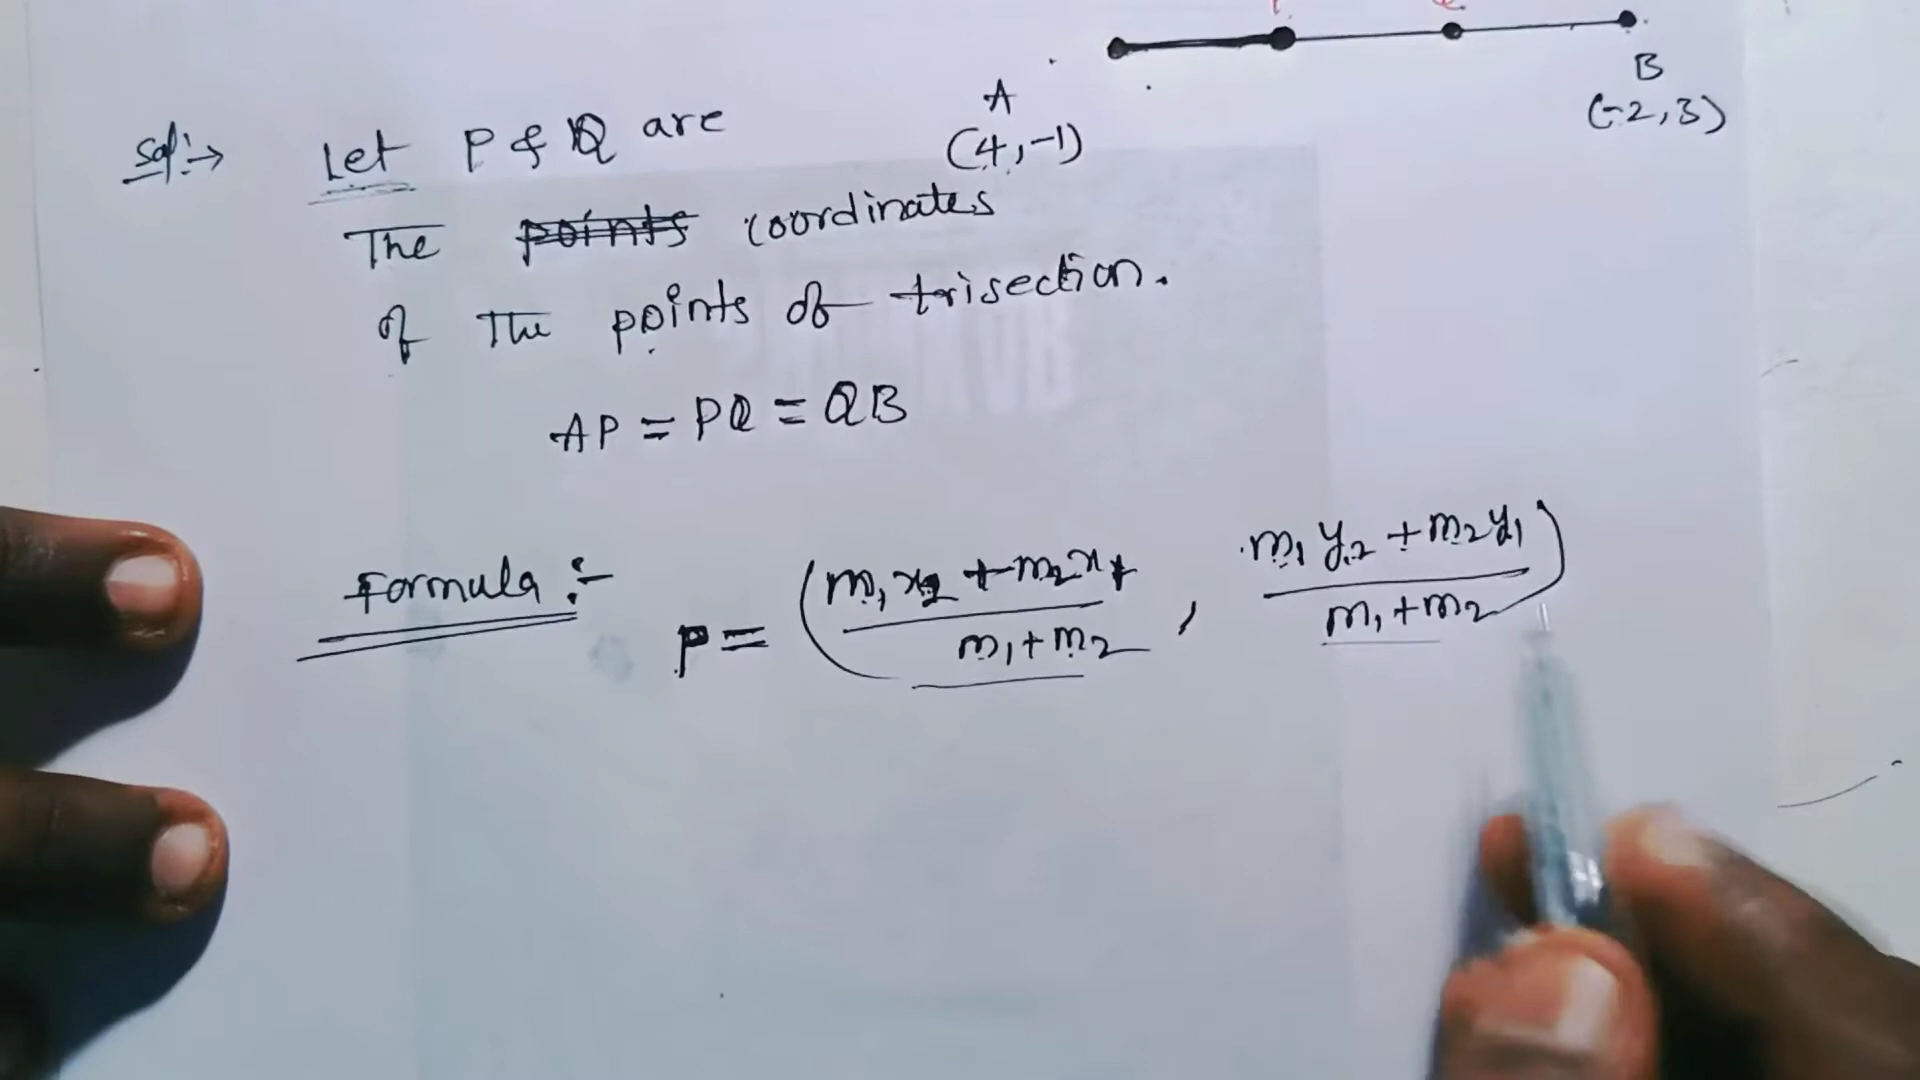 A
(4,-1)
B
(-2,3)
Sol:→ Let P & Q are
The points coordinates
of the points of trisection.
AP = PQ = QB
Formula :- P = (m₁x₂ + m₂x₁ / m₁+m₂ , m₁y₂ + m₂y₁ / m₁+m₂)